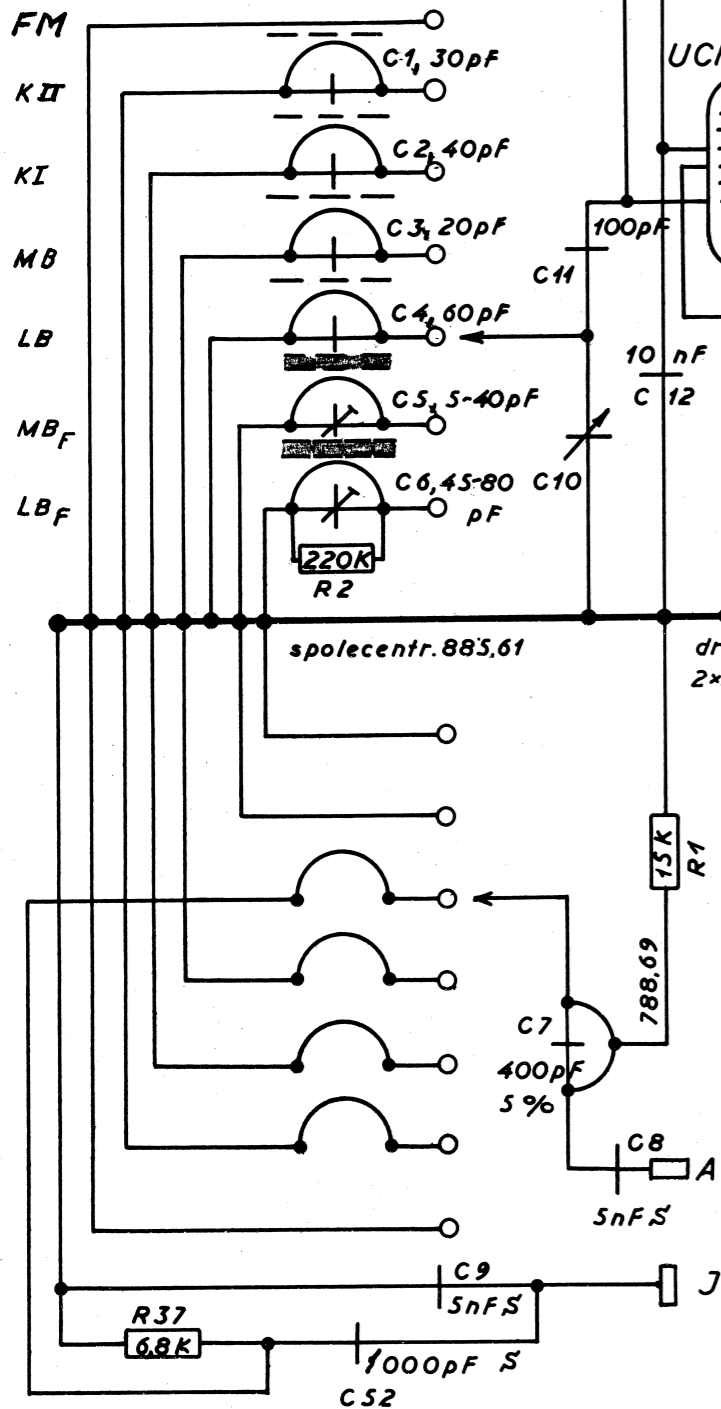 FM
C1, 30pF
KII
UC
C2, 40pF
KI
C3, 20pF
100pF
MB
C11
C4, 60pF
LB
10 nF
C 12
C5, 5-40pF
MBF
C6, 45-80
pF
C10
LBF
220K
R2
spolecentr. 885,61
dr
2x
15K
R1
788,69
C7
400pF
5%
C8
A
5nF S
C9
5nF S
J
R37
6,8K
1000pF S
C52